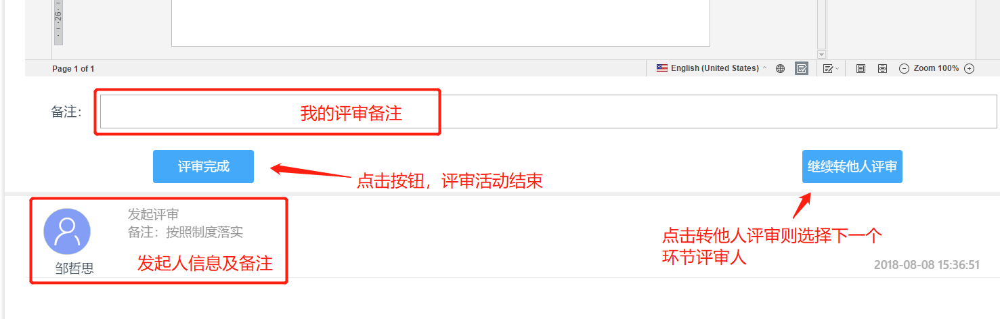 ·26·
Page 1 of 1
English (United States)
Zoom 100%
备注：
我的评审备注
评审完成
继续转他人评审
点击按钮，评审活动结束
发起评审
备注：按照制度落实
发起人信息及备注
邹哲思
点击转他人评审则选择下一个
环节评审人
2018-08-08 15:36:51